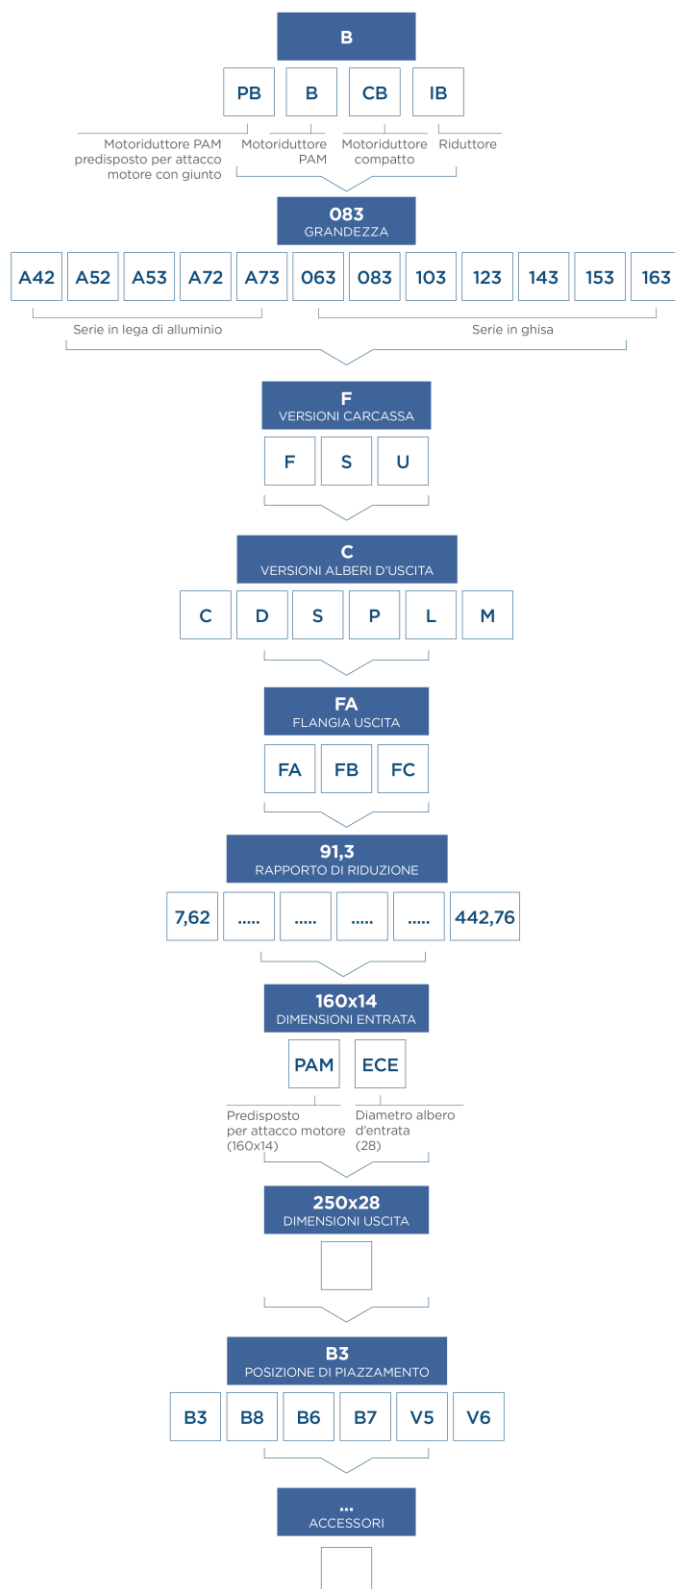 B
PB B CB IB
Motoriduttore PAM
predisposto per attacco
motore con giunto
Motoriduttore
PAM
Motoriduttore
compatto
Riduttore
083
GRANDEZZA
A42 A52 A53 A72 A73 063 083 103 123 143 153 163
Serie in lega di alluminio
Serie in ghisa
F
VERSIONI CARCASSA
F S U
C
VERSIONI ALBERI D'USCITA
C D S P L M
FA
FLANGIA USCITA
FA FB FC
91,3
RAPPORTO DI RIDUZIONE
7,62 ..... ..... ..... ..... 442,76
160x14
DIMENSIONI ENTRATA
PAM ECE
Predisposto
per attacco motore
(160x14)
Diametro albero
d'entrata
(28)
250x28
DIMENSIONI USCITA
B3
POSIZIONE DI PIAZZAMENTO
B3 B8 B6 B7 V5 V6
...
ACCESSORI